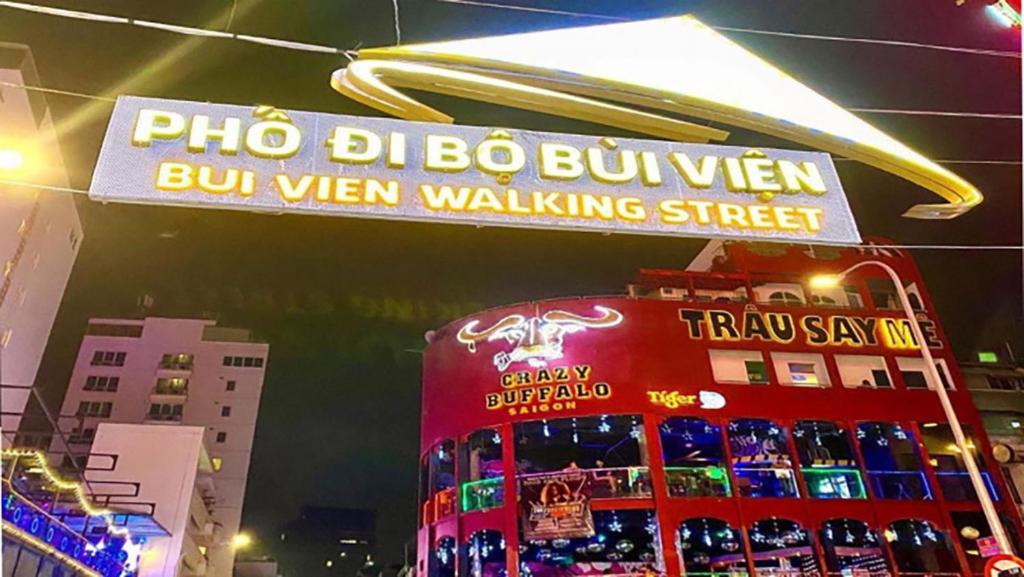 PHỐ ĐI BỘ BÙI VIỆN
BUI VIEN WALKING STREET
TRÂU SAY MÊ
CRAZY
BUFFALO
SAIGON
Tiger